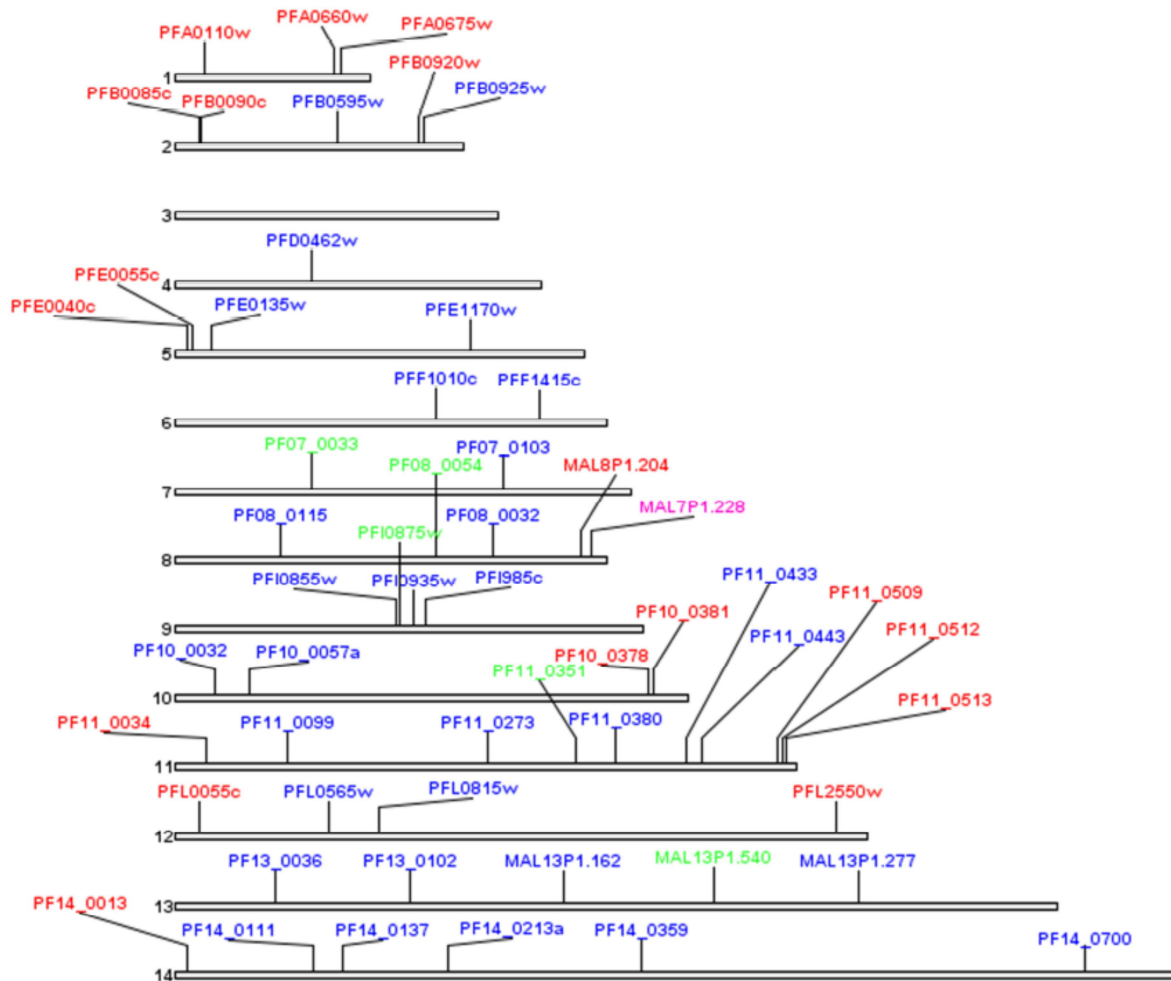 PFA0660w
PFA0110w PFA0675w
PFB0920w
1
PFB0085c PFB0090c PFB0595w PFB0925w
2
3
PFD0462w
4
PFE0055c
PFE0040c PFE0135w PFE1170w
5
PFF1010c PFF1415c
6
PF07_0033 PF08_0054 PF07_0103 MAL8P1.204
7
MAL7P1.228
PF08_0115 PFI0875w PF08_0032
8
PFI0855w PFI0935w PFI985c PF11_0433 PF11_0509
9
PF10_0381 PF11_0512
PF10_0032 PF10_0057a PF10_0378 PF11_0443
PF11_0351
10
PF11_0513
PF11_0034 PF11_0099 PF11_0273 PF11_0380
11
PFL0055c PFL0565w PFL0815w PFL2550w
12
PF13_0036 PF13_0102 MAL13P1.162 MAL13P1.540 MAL13P1.277
13
PF14_0013
PF14_0111 PF14_0137 PF14_0213a PF14_0359 PF14_0700
14